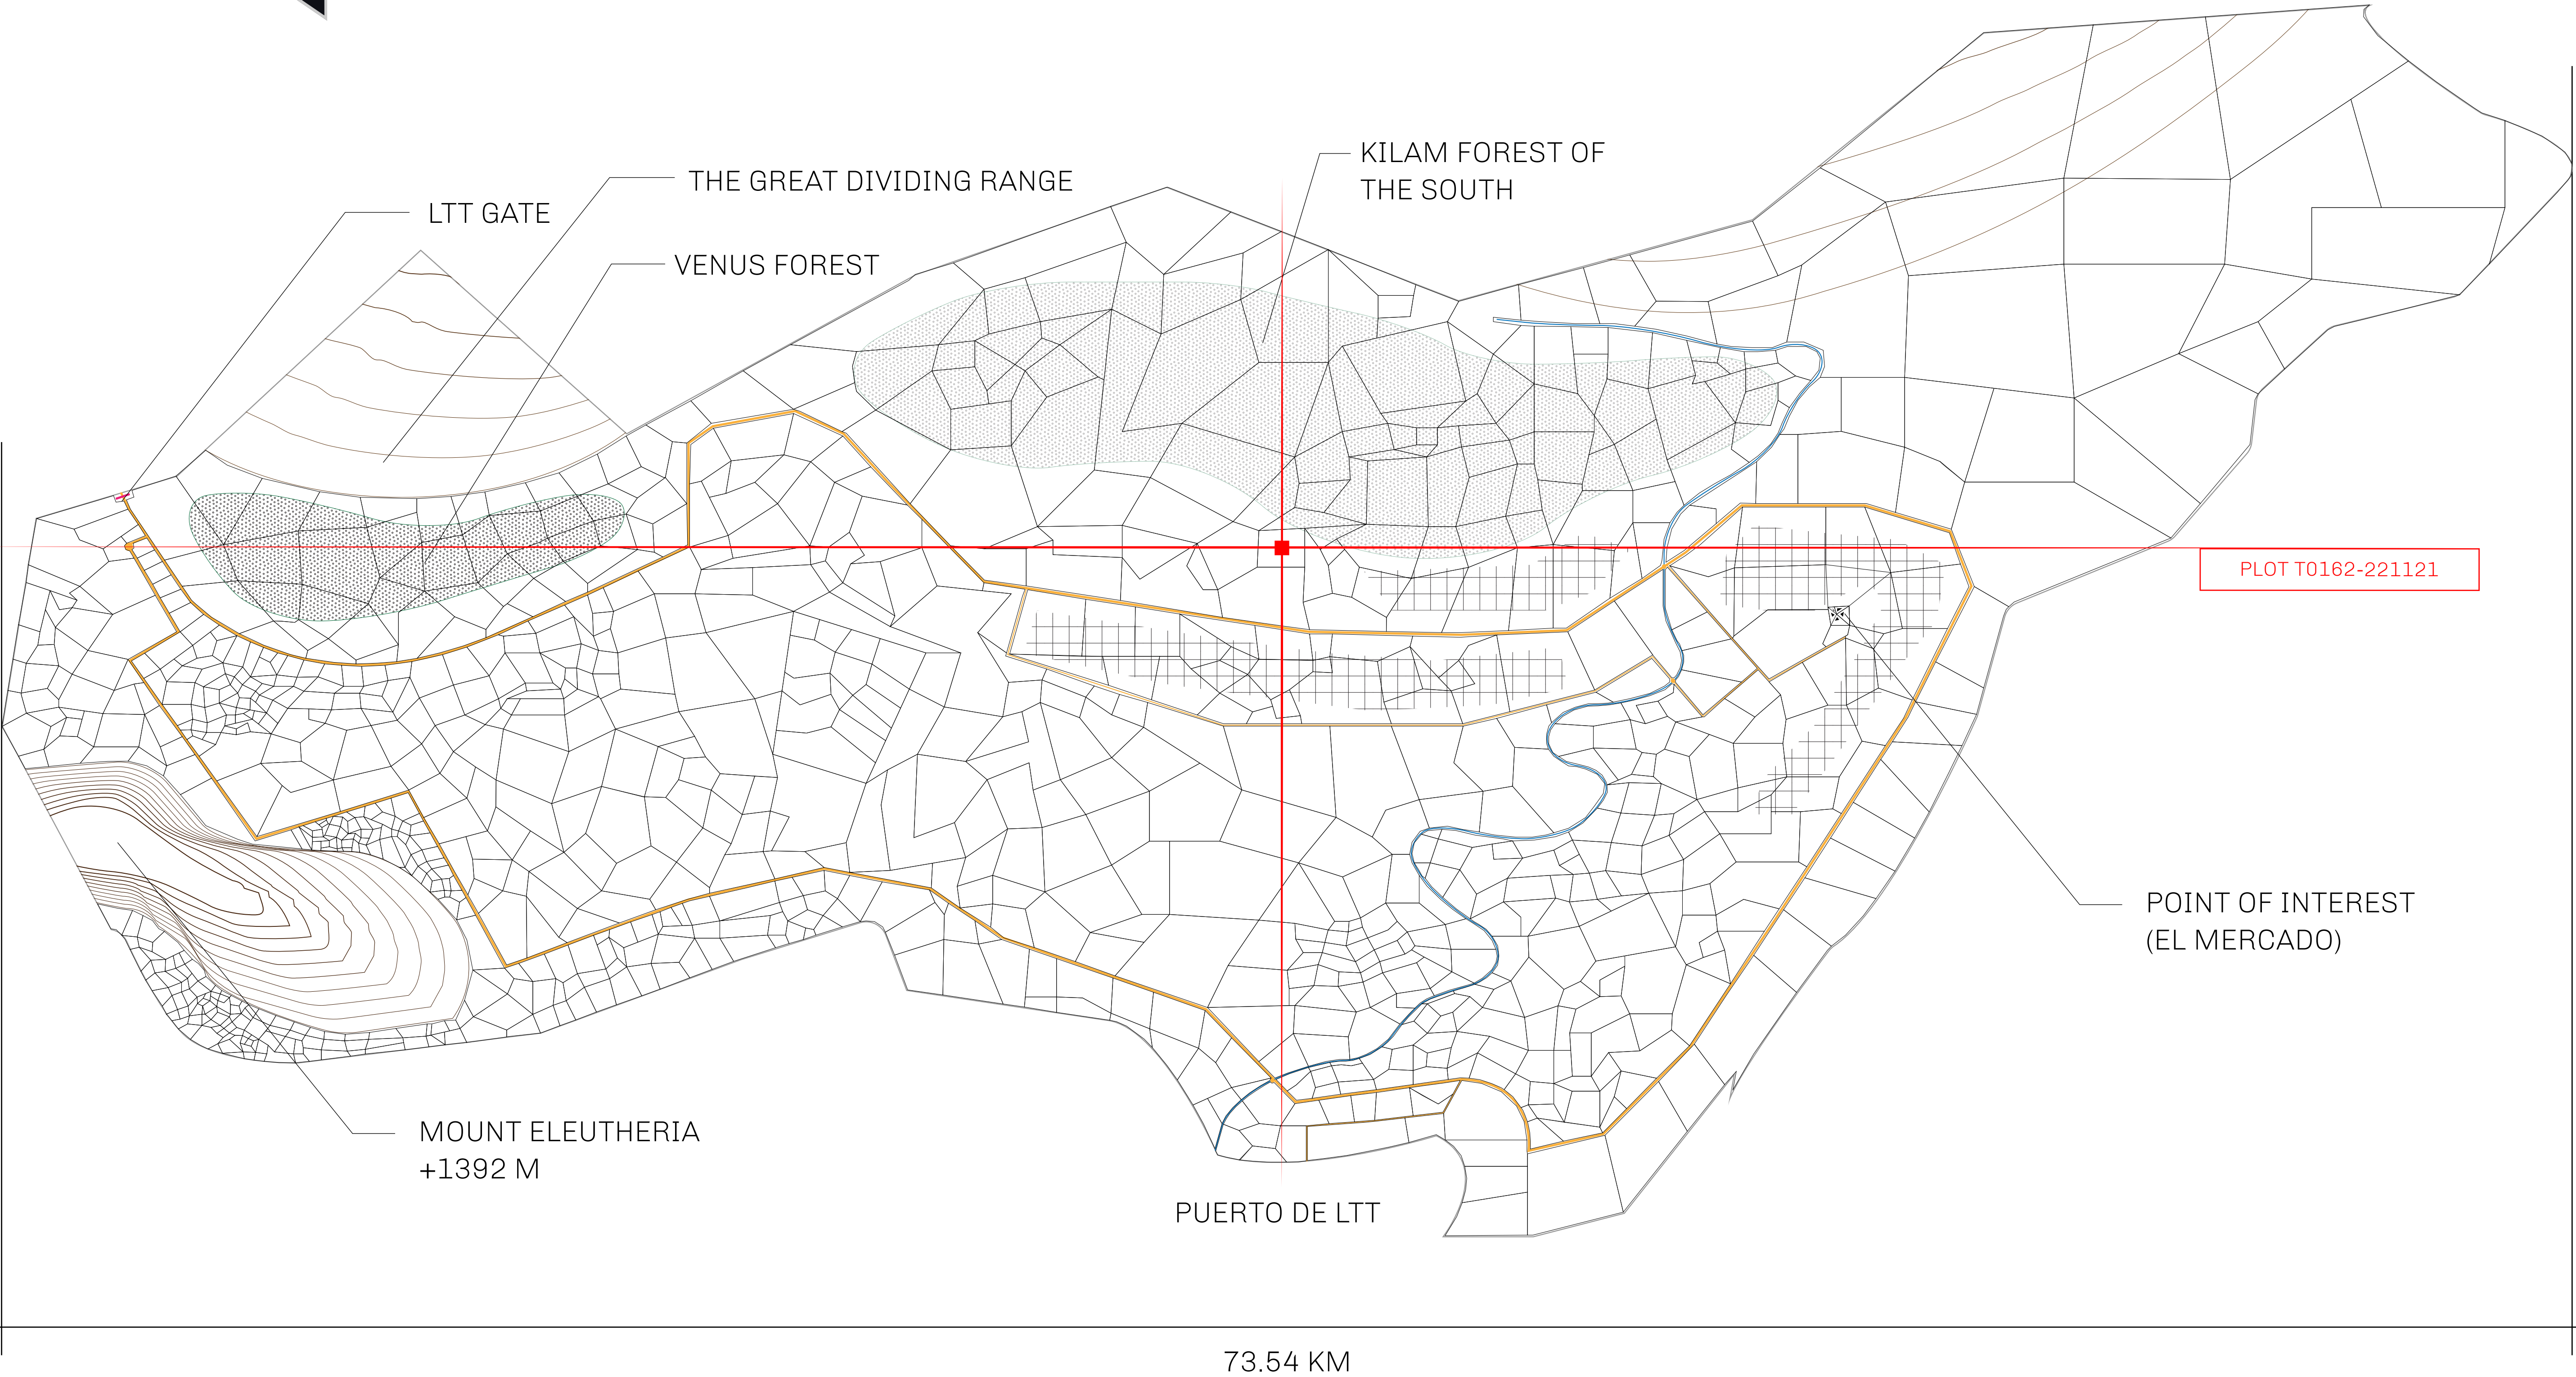 KILAM FOREST OF
THE SOUTH
THE GREAT DIVIDING RANGE
LTT GATE
VENUS FOREST
PLOT T0162-221121
POINT OF INTEREST
(EL MERCADO)
MOUNT ELEUTHERIA
+1392 M
PUERTO DE LTT
73.54 KM